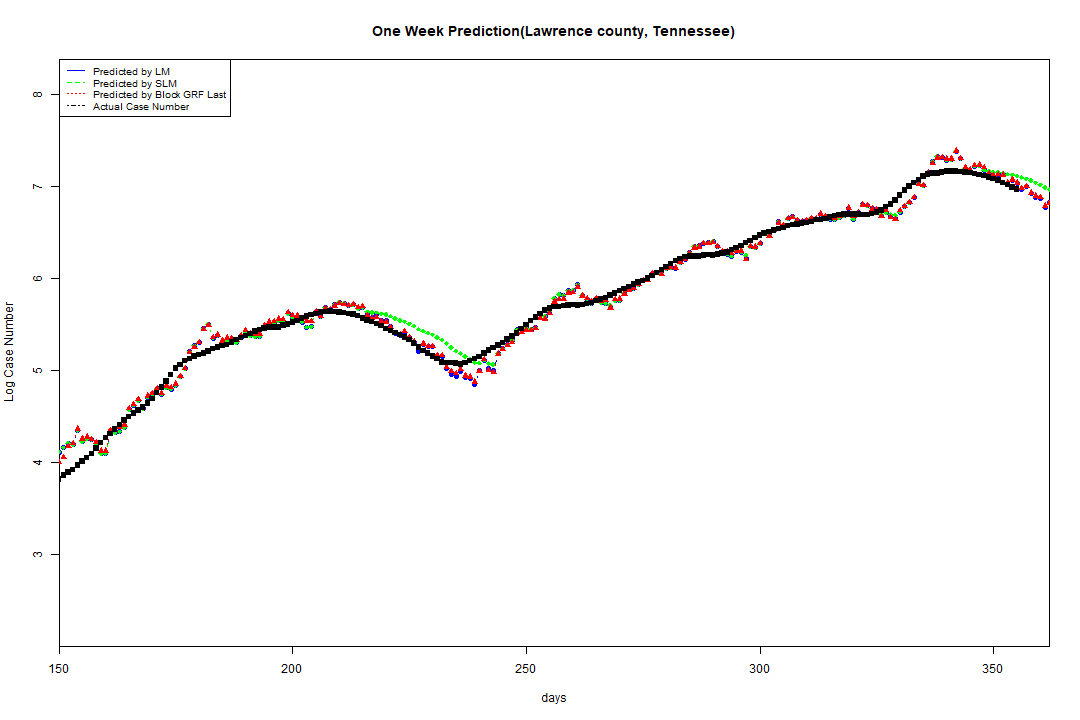 One Week Prediction(Lawrence county, Tennessee)
Predicted by LM
Predicted by SLM
Predicted by Block GRF Last
Actual Case Number
8
7
6
5
4
3
Log Case Number
150
200
250
300
350
days